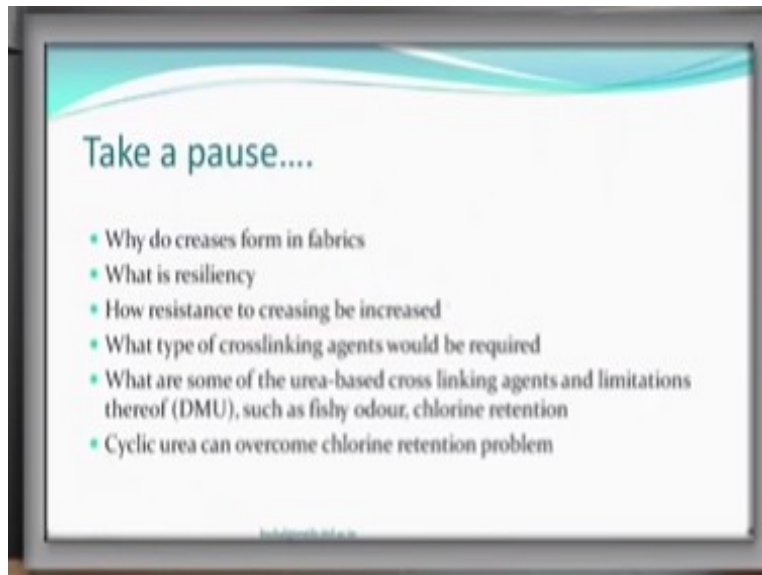 Take a pause....
• Why do creases form in fabrics
• What is resiliency
• How resistance to creasing be increased
• What type of crosslinking agents would be required
• What are some of the urea-based cross linking agents and limitations
thereof (DMU), such as fishy odour, chlorine retention
• Cyclic urea can overcome chlorine retention problem